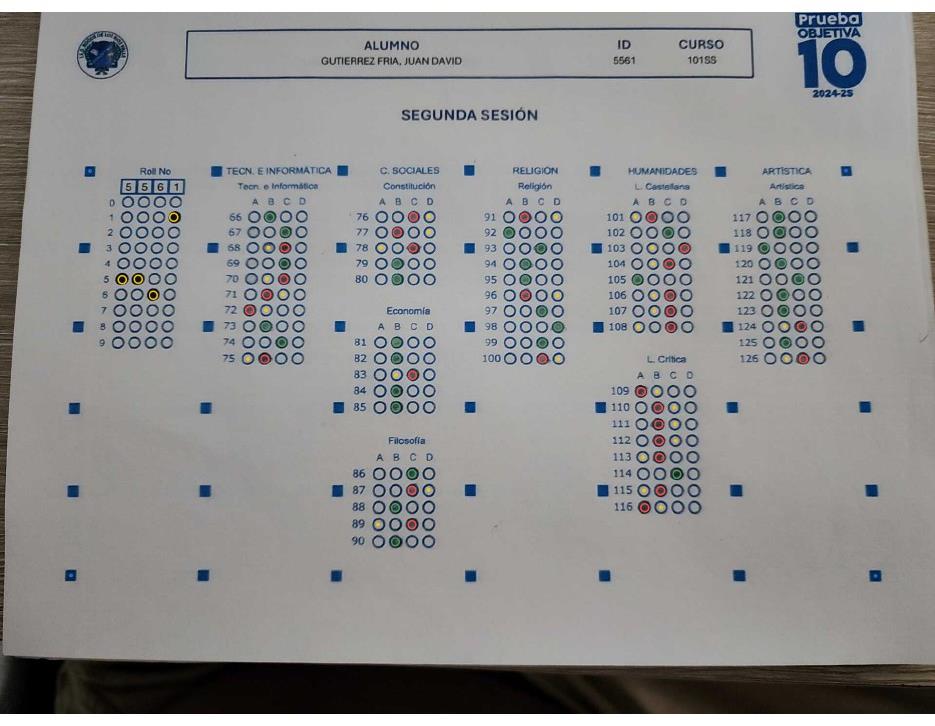 Prueba
OBJETIVA
10
2024-2S
ALUMNO ID CURSO
GUTIERREZ FRIA, JUAN DAVID 5561 101SS
SEGUNDA SESIÓN
Roll No
5 5 6 1
0
1
2
3
4
5
6
7
8
9
TECN. E INFORMÁTICA
Tecn. e Informática
A B C D
66
67
68
69
70
71
72
73
74
75
C. SOCIALES
Constitución
A B C D
76
77
78
79
80
Economía
A B C D
81
82
83
84
85
Filosofía
A B C D
86
87
88
89
90
RELIGIÓN
Religión
A B C D
91
92
93
94
95
96
97
98
99
100
HUMANIDADES
L. Castellana
A B C D
101
102
103
104
105
106
107
108
L. Crítica
A B C D
109
110
111
112
113
114
115
116
ARTÍSTICA
Artística
A B C D
117
118
119
120
121
122
123
124
125
126